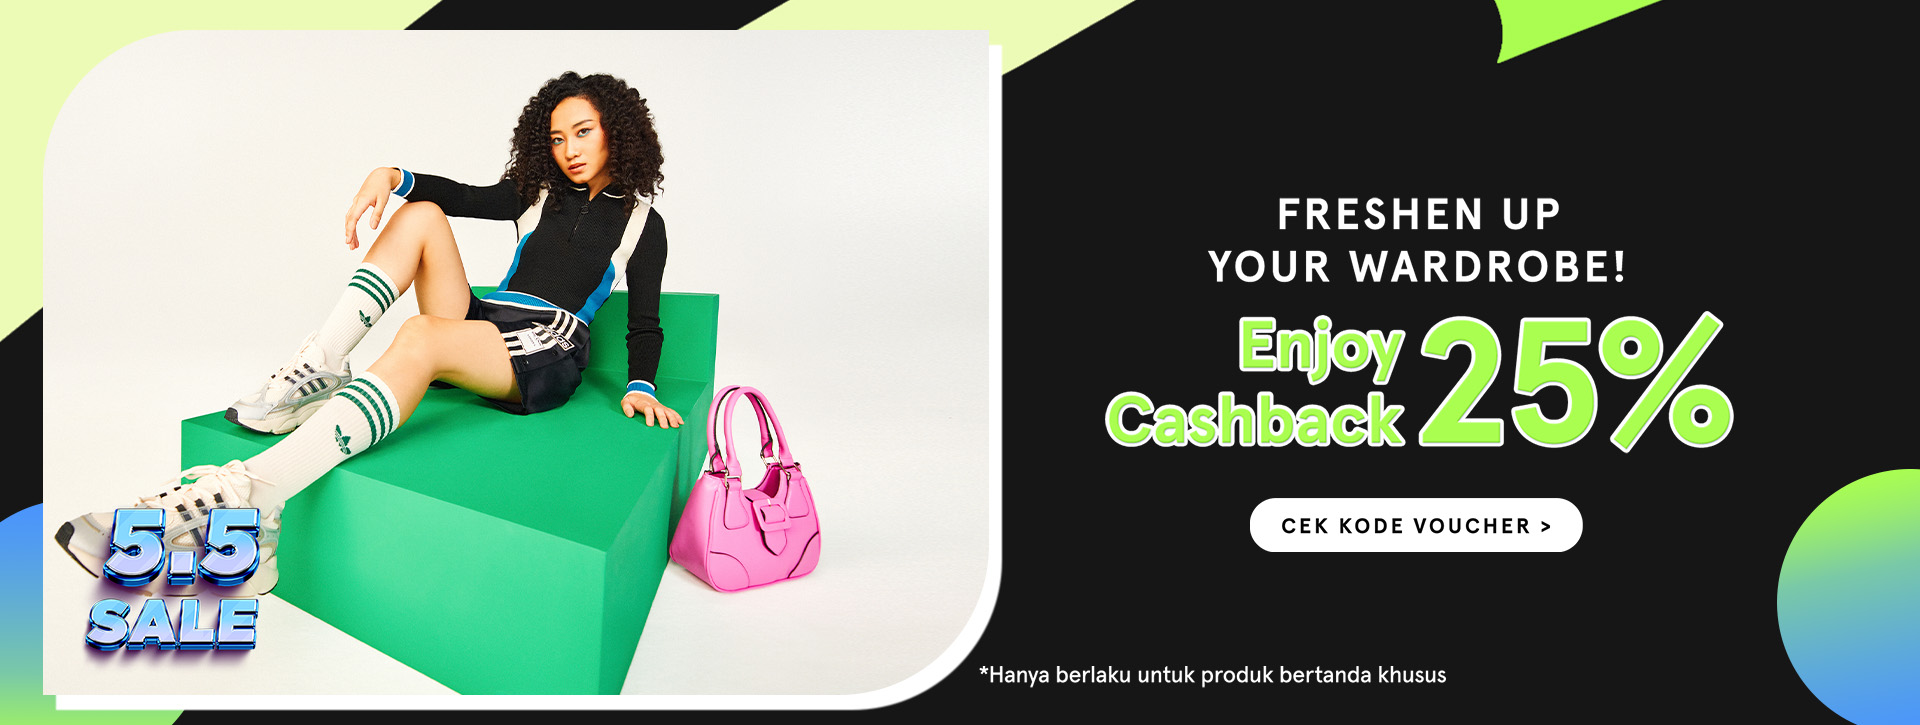 FRESHEN UP
YOUR WARDROBE!
Enjoy
Cashback 25%
CEK KODE VOUCHER >
5.5
SALE
*Hanya berlaku untuk produk bertanda khusus